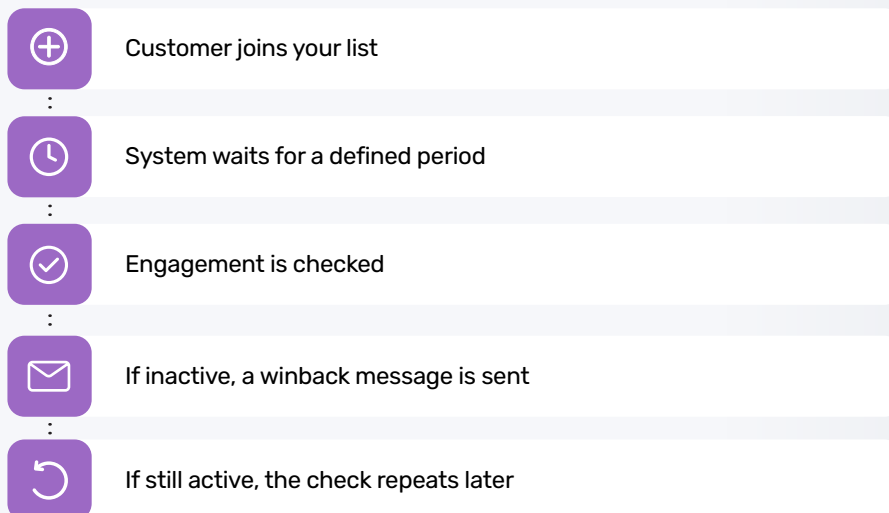 Customer joins your list
System waits for a defined period
Engagement is checked
If inactive, a winback message is sent
If still active, the check repeats later